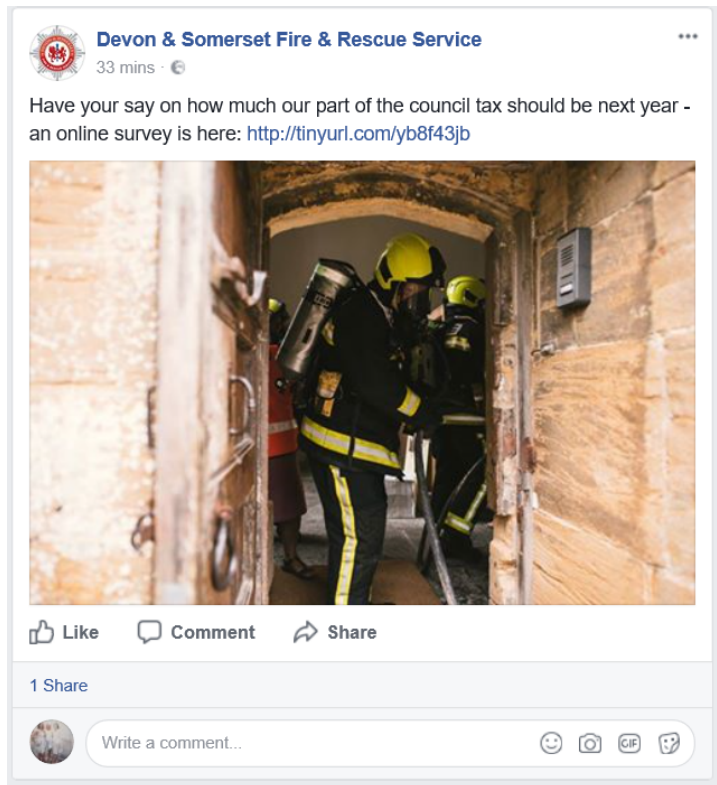 Devon & Somerset Fire & Rescue Service
33 mins ·
Have your say on how much our part of the council tax should be next year -
an online survey is here: http://tinyurl.com/yb8f43jb
Like Comment Share
1 Share
Write a comment...
GIF